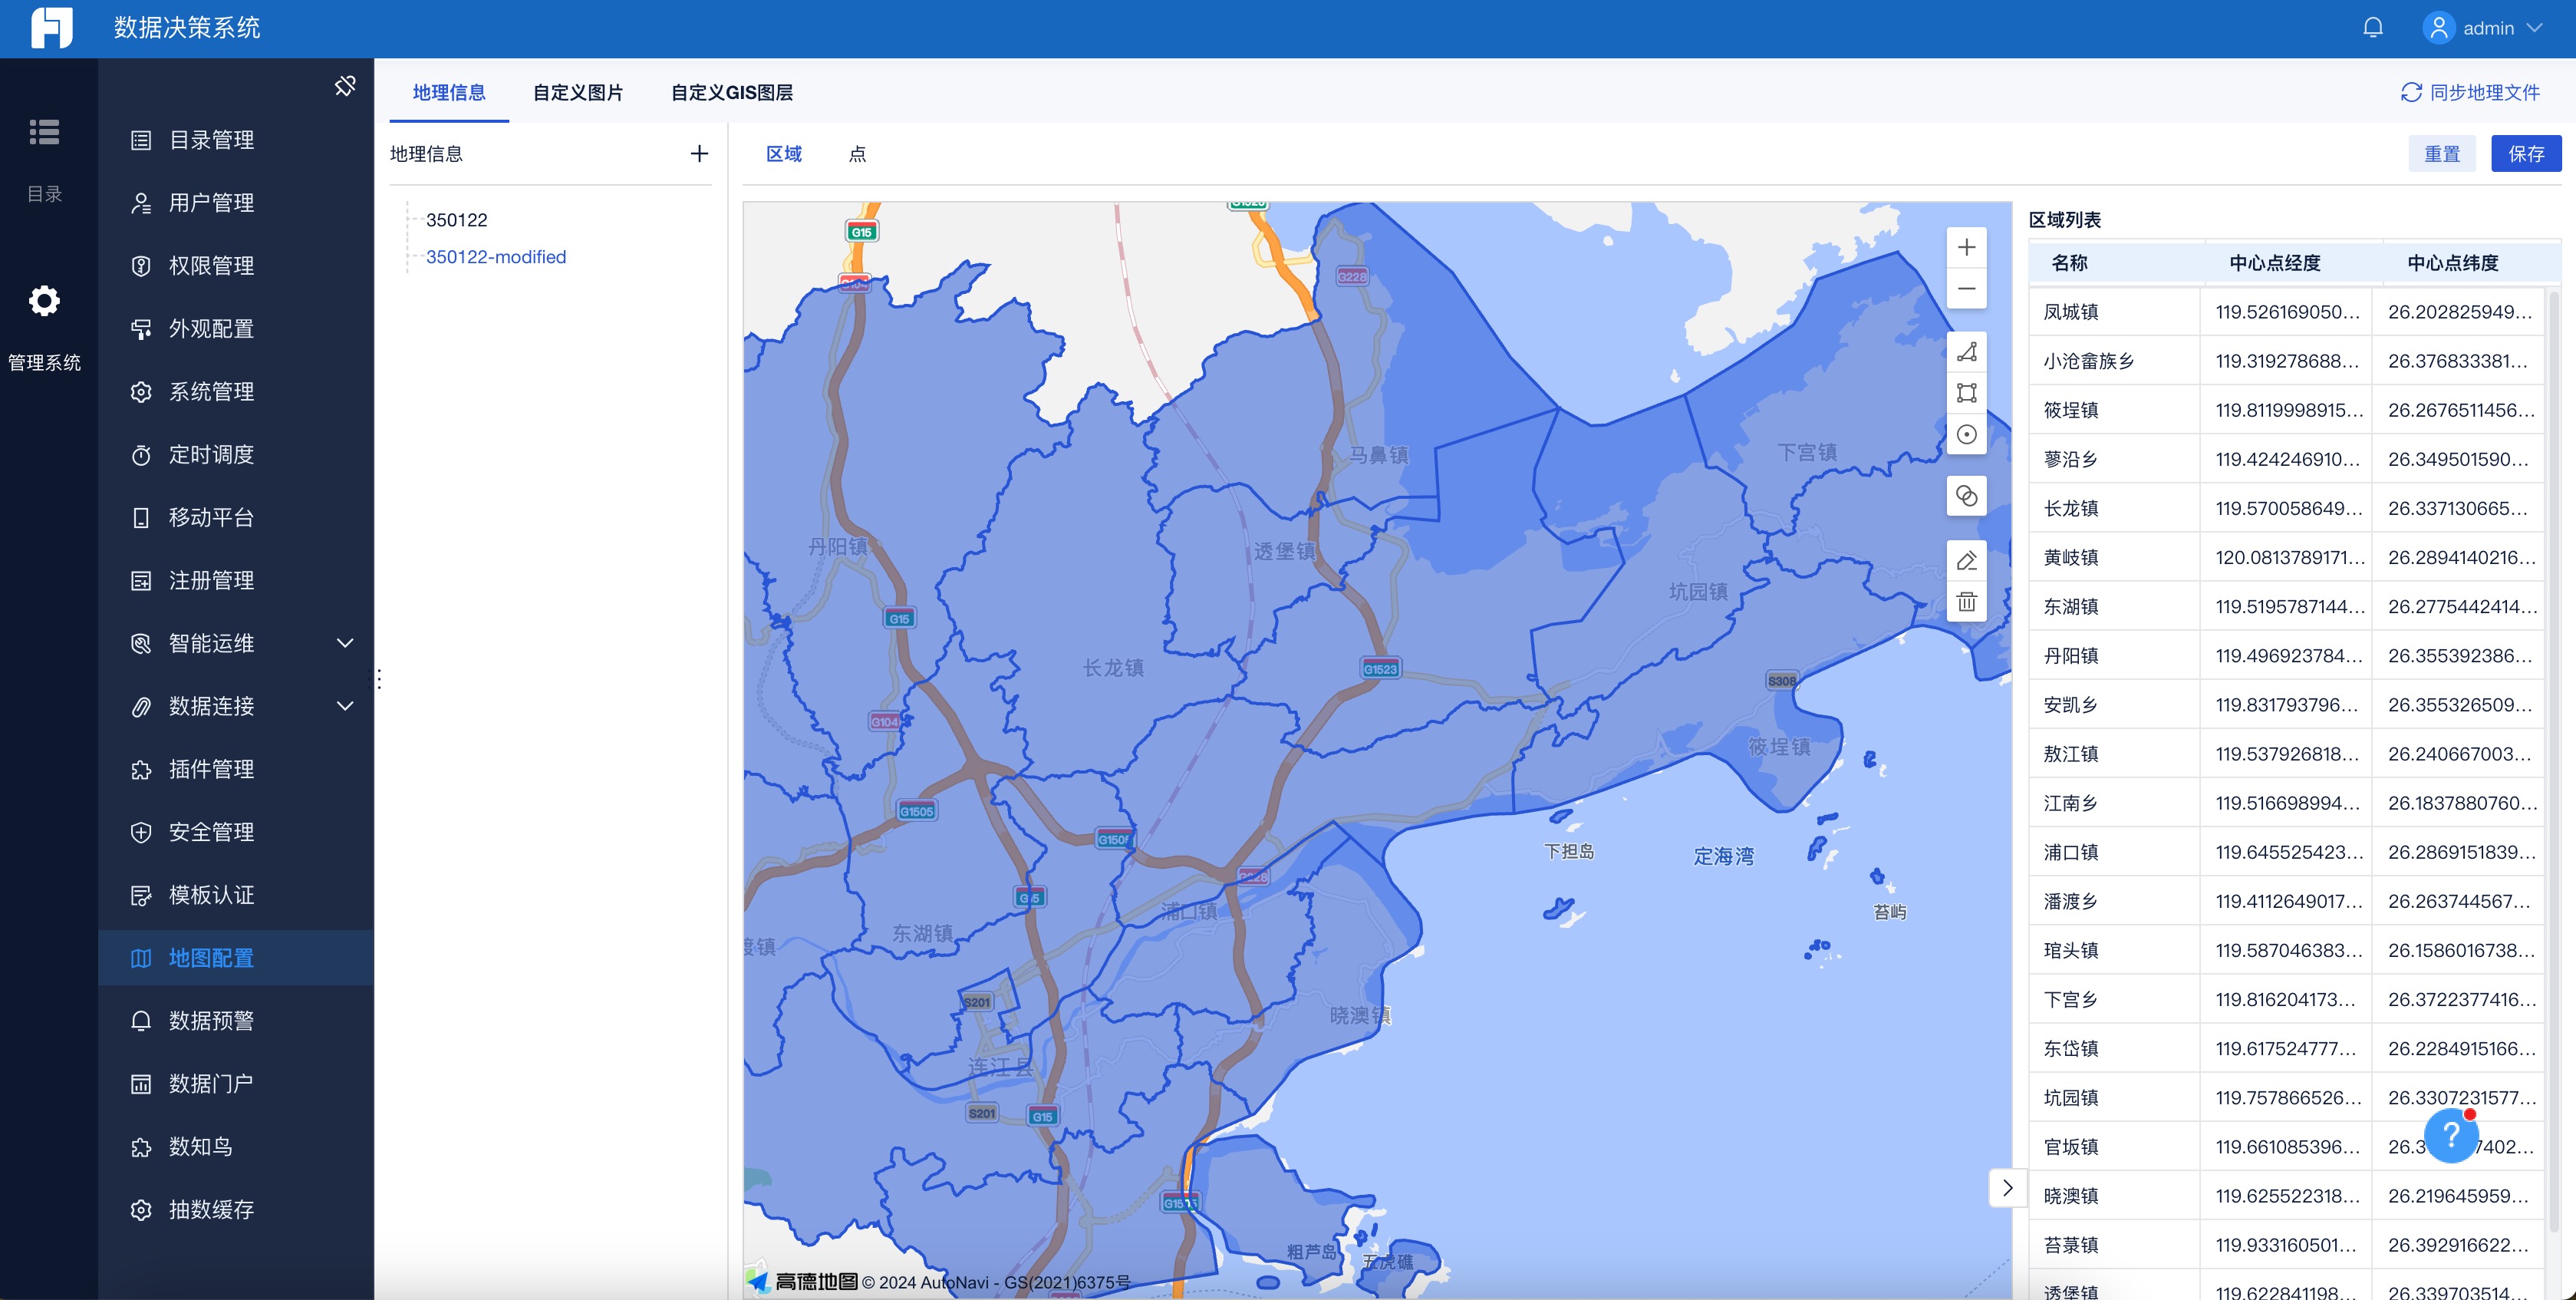 数据决策系统
admin
目录
管理系统
目录管理
用户管理
权限管理
外观配置
系统管理
定时调度
移动平台
注册管理
智能运维
数据连接
插件管理
安全管理
模板认证
地图配置
数据预警
数据门户
数知鸟
抽数缓存
地理信息 自定义图片 自定义GIS图层 同步地理文件
地理信息
350122
350122-modified
区域 点 重置 保存
G15
G228
马鼻镇
下宫镇
丹阳镇
透堡镇
坑园镇
G15
长龙镇
G1523
S308
G104
筱埕镇
G1505
下担岛
定海湾
G228
浦口镇
苔屿
东湖镇
渡镇
S201
晓澳镇
连江县
S201
G15
粗芦岛
五虎礁
高德地图 © 2024 AutoNavi - GS(2021)6375号
区域列表
名称 中心点经度 中心点纬度
凤城镇 119.526169050... 26.202825949...
小沧畲族乡 119.319278688... 26.376833381...
筱埕镇 119.8119998915... 26.2676511456...
蓼沿乡 119.424246910... 26.349501590...
长龙镇 119.570058649... 26.337130665...
黄岐镇 120.0813789171... 26.2894140216...
东湖镇 119.5195787144... 26.2775442414...
丹阳镇 119.496923784... 26.355392386...
安凯乡 119.831793796... 26.355326509...
敖江镇 119.537926818... 26.240667003...
江南乡 119.516698994... 26.1837880760...
浦口镇 119.645525423... 26.2869151839...
潘渡乡 119.4112649017... 26.263744567...
琯头镇 119.587046383... 26.1586016738...
下宫乡 119.816204173... 26.3722377416...
东岱镇 119.617524777... 26.2284915166...
坑园镇 119.757866526... 26.3307231577...
官坂镇 119.661085396...
晓澳镇 119.625522318... 26.219645959...
苔菉镇 119.933160501... 26.392916622...
透堡镇 119.622841198... 26.339703514...